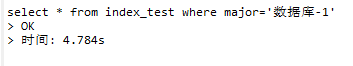 select * from index_test where major='数据库-1'
> OK
> 时间: 4.784s